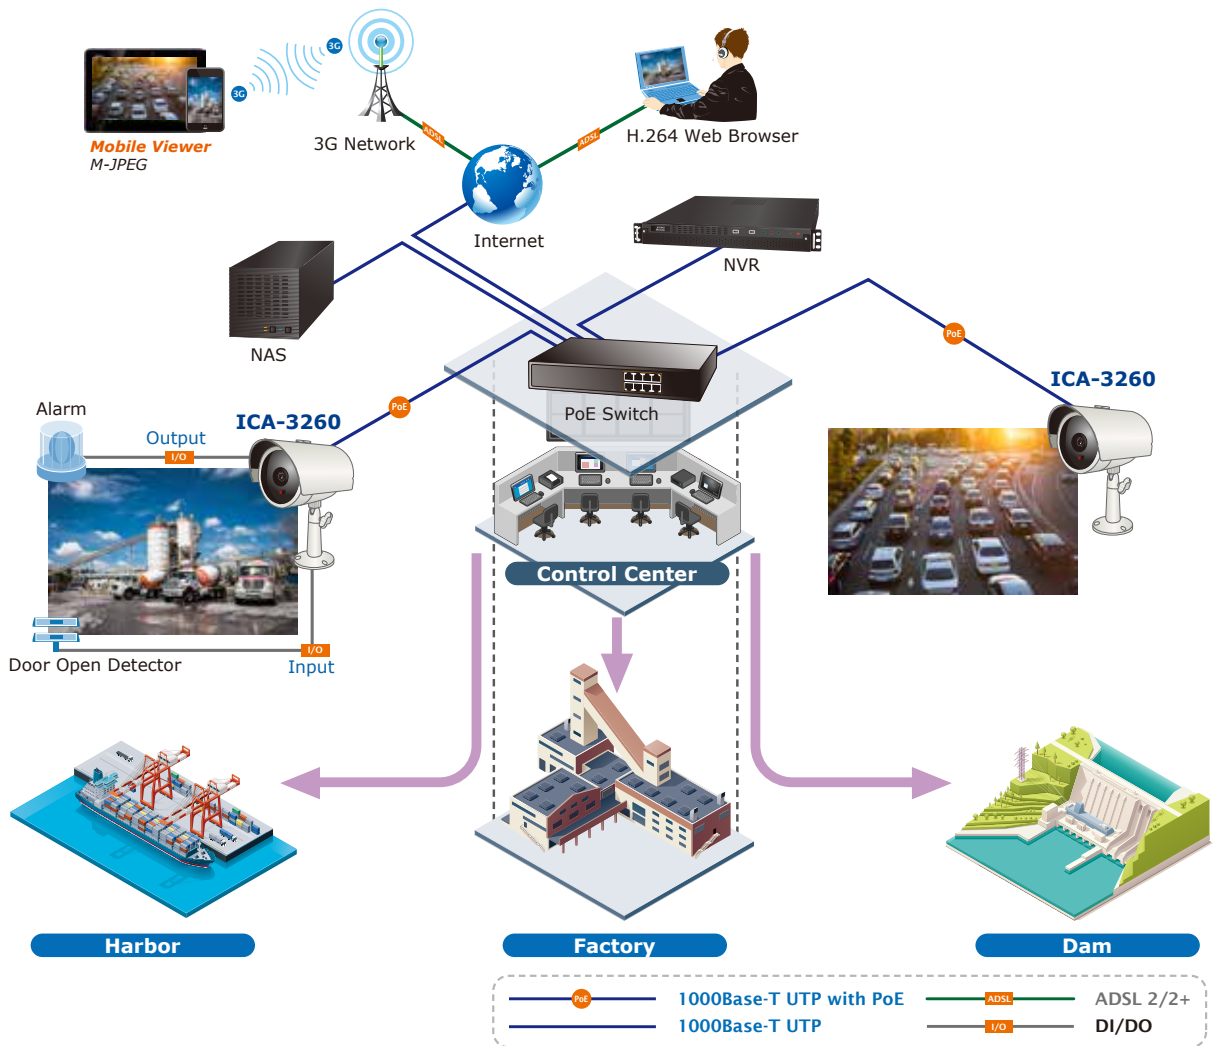 3G
3G
Mobile Viewer
M-JPEG
3G Network
ADSL
ADSL
H.264 Web Browser
Internet
NVR
NAS
PoE
ICA-3260
PoE Switch
PoE
ICA-3260
Alarm
Output
I/O
Control Center
Door Open Detector
I/O
Input
Harbor
Factory
Dam
PoE 1000Base-T UTP with PoE
ADSL ADSL 2/2+
1000Base-T UTP
I/O DI/DO